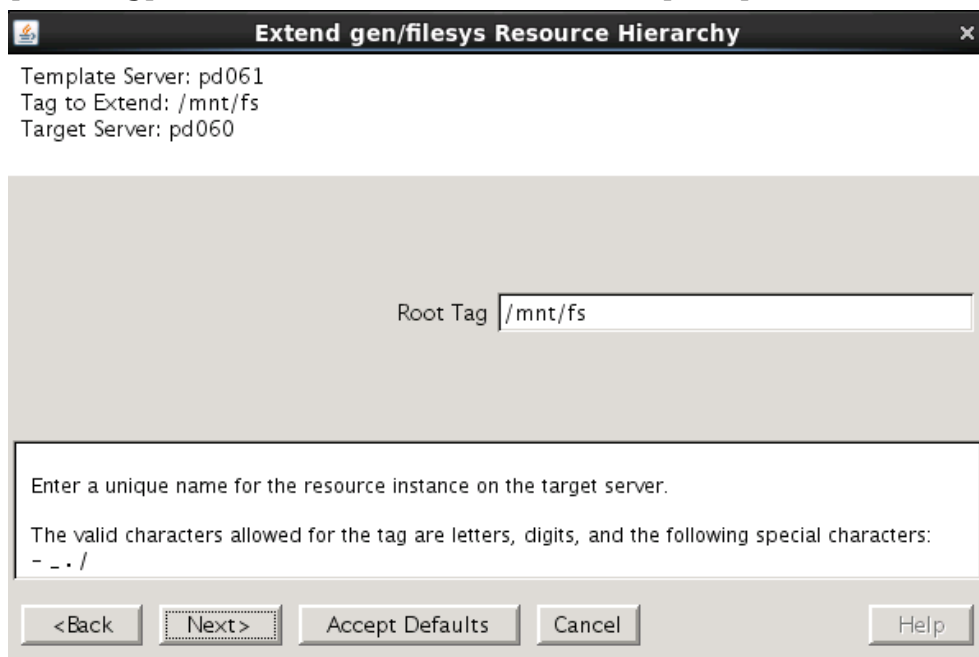 Extend gen/filesys Resource Hierarchy
Template Server: pd061
Tag to Extend: /mnt/fs
Target Server: pd060
Root Tag /mnt/fs
Enter a unique name for the resource instance on the target server.
The valid characters allowed for the tag are letters, digits, and the following special characters:
- _ . /
<Back Next> Accept Defaults Cancel Help